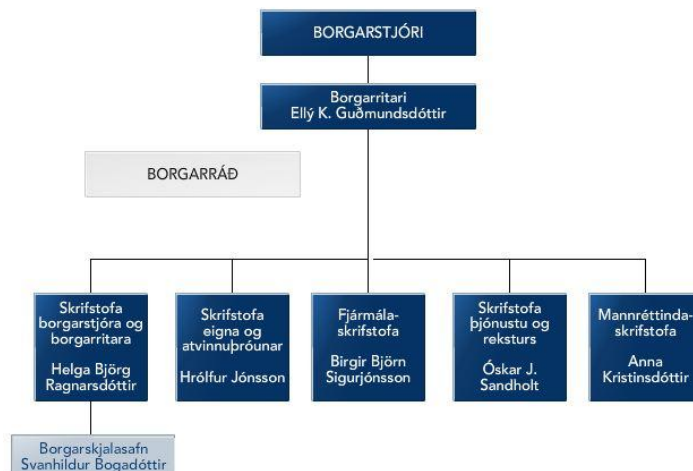 BORGARSTJÓRI
Borgarritari
Ellý K. Guðmundsdóttir
BORGARRÁÐ
Skrifstofa
borgarstjóra og
borgarritara
Helga Björg
Ragnarsdóttir
Skrifstofa
eigna og
atvinnuþróunar
Hrólfur Jónsson
Fjármála-
skrifstofa
Birgir Björn
Sigurjónsson
Skrifstofa
þjónustu og
reksturs
Óskar J.
Sandholt
Mannréttinda-
skrifstofa
Anna
Kristinsdóttir
Borgarskjalasafn
Svanhildur Bogadóttir